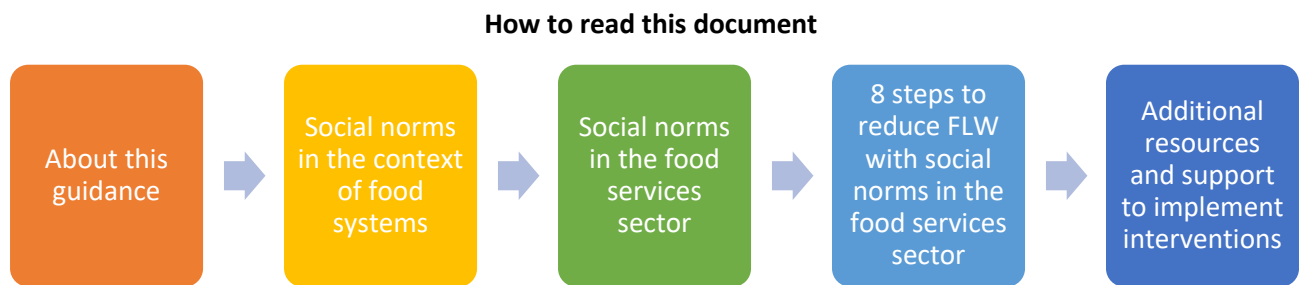 How to read this document
About this
guidance
Social norms
in the context
of food
systems
Social norms
in the food
services
sector
8 steps to
reduce FLW
with social
norms in the
food services
sector
Additional
resources
and support
to implement
interventions